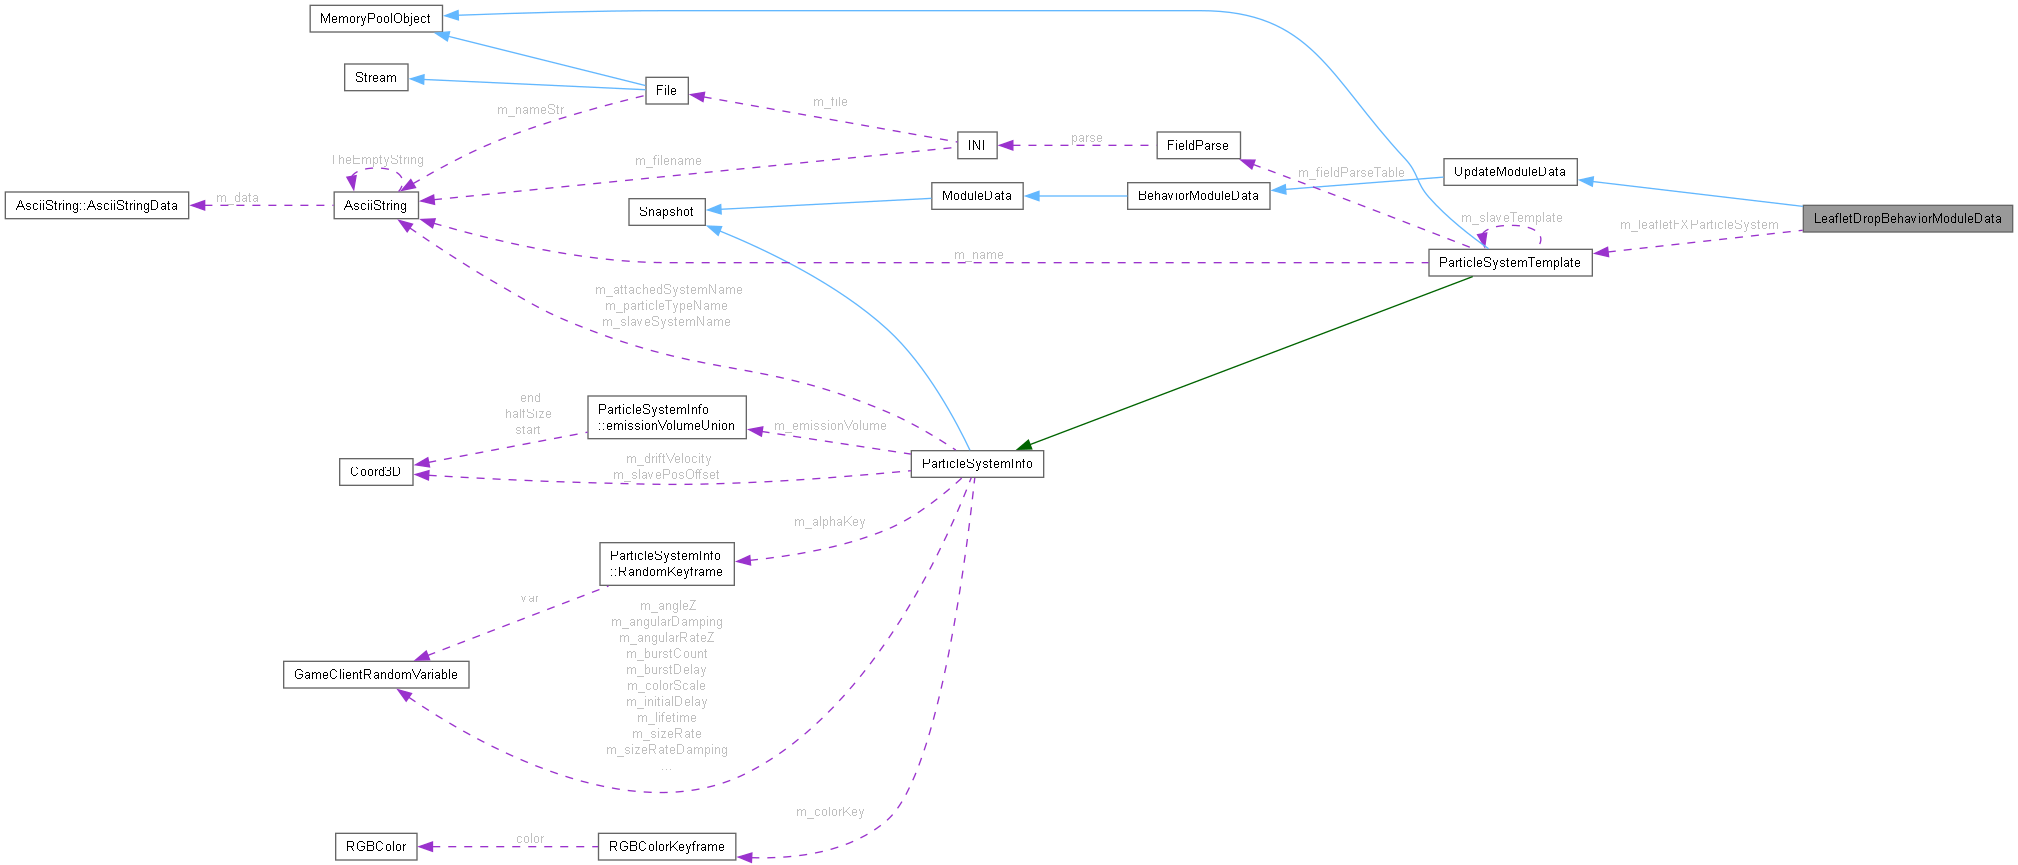 MemoryPoolObject
Stream
File
m_nameStr
m_file
m_filename
INI
parse
FieldParse
m_fieldParseTable
UpdateModuleData
TheEmptyString
m_data
AsciiString::AsciiStringData
AsciiString
Snapshot
ModuleData
BehaviorModuleData
LeafletDropBehaviorModuleData
m_slaveTemplate
m_leafletFXParticleSystem
m_name
ParticleSystemTemplate
m_attachedSystemName
m_particleTypeName
m_slaveSystemName
end
halfSize
start
ParticleSystemInfo
::emissionVolumeUnion
m_emissionVolume
Coord3D
m_driftVelocity
m_slavePosOffset
ParticleSystemInfo
m_alphaKey
ParticleSystemInfo
::RandomKeyframe
var
GameClientRandomVariable
m_angleZ
m_angularDamping
m_angularRateZ
m_burstCount
m_burstDelay
m_colorScale
m_initialDelay
m_lifetime
m_sizeRate
m_sizeRateDamping
...
m_colorKey
RGBColor
color
RGBColorKeyframe